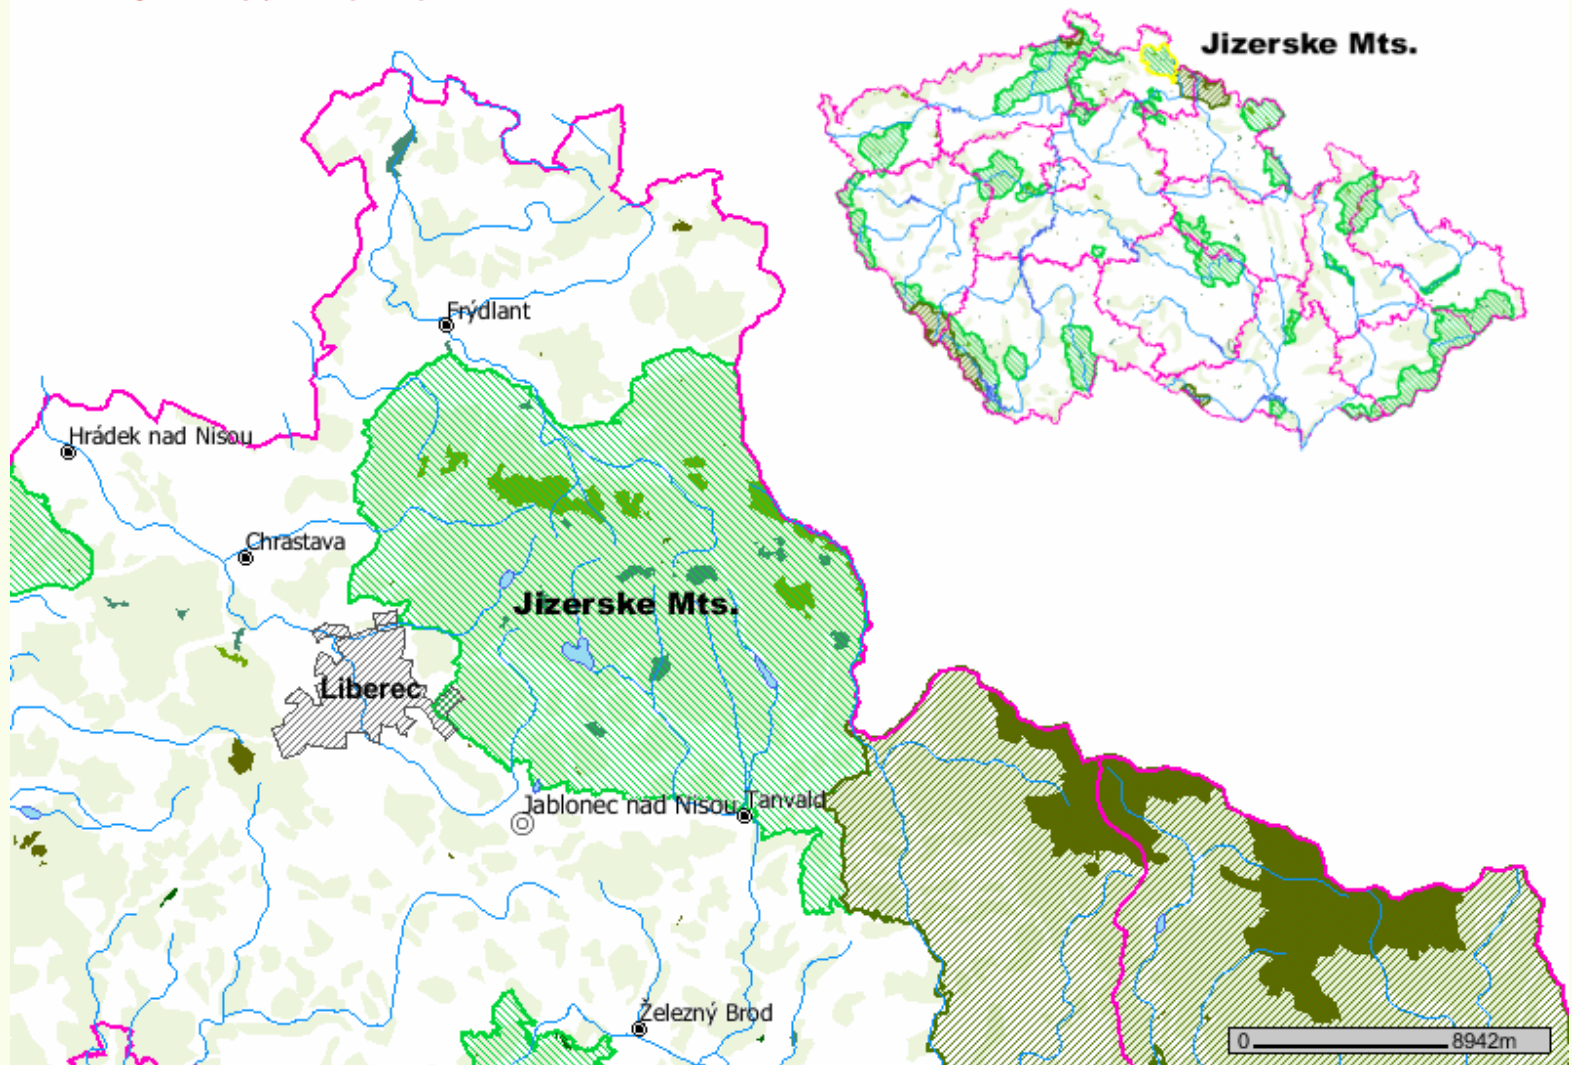 Jizerske Mts.
Frýdlant
Hrádek nad Nisou
Chrastava
Jizerske Mts.
Liberec
Jablonec nad Nisou
Tanvald
Železný Brod
0 8942m